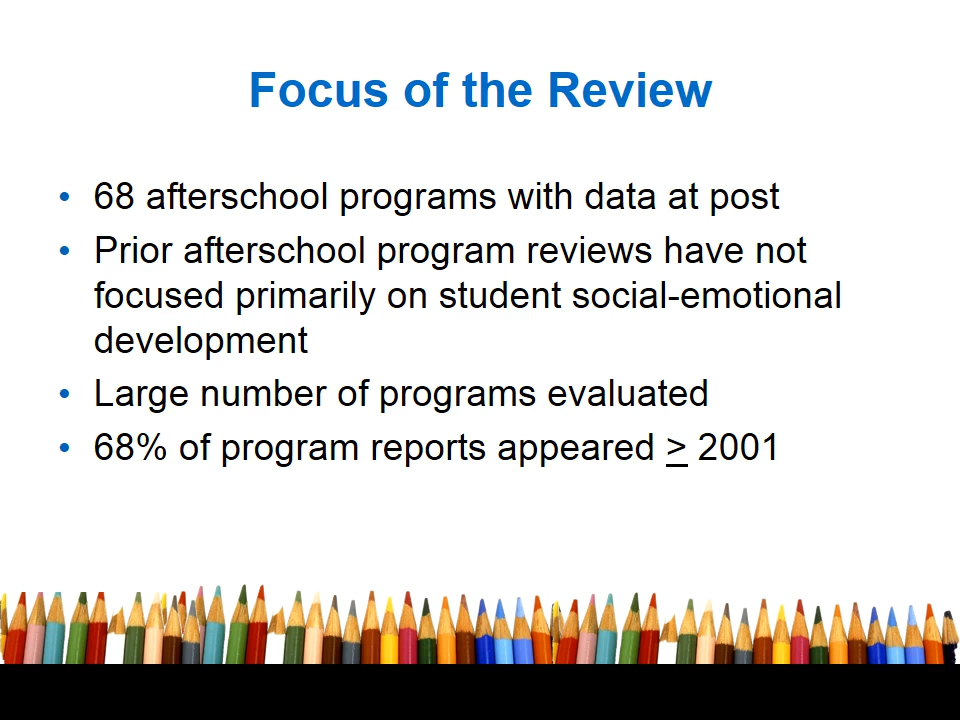 Focus of the Review
• 68 afterschool programs with data at post
• Prior afterschool program reviews have not
focused primarily on student social-emotional
development
• Large number of programs evaluated
• 68% of program reports appeared ≥ 2001